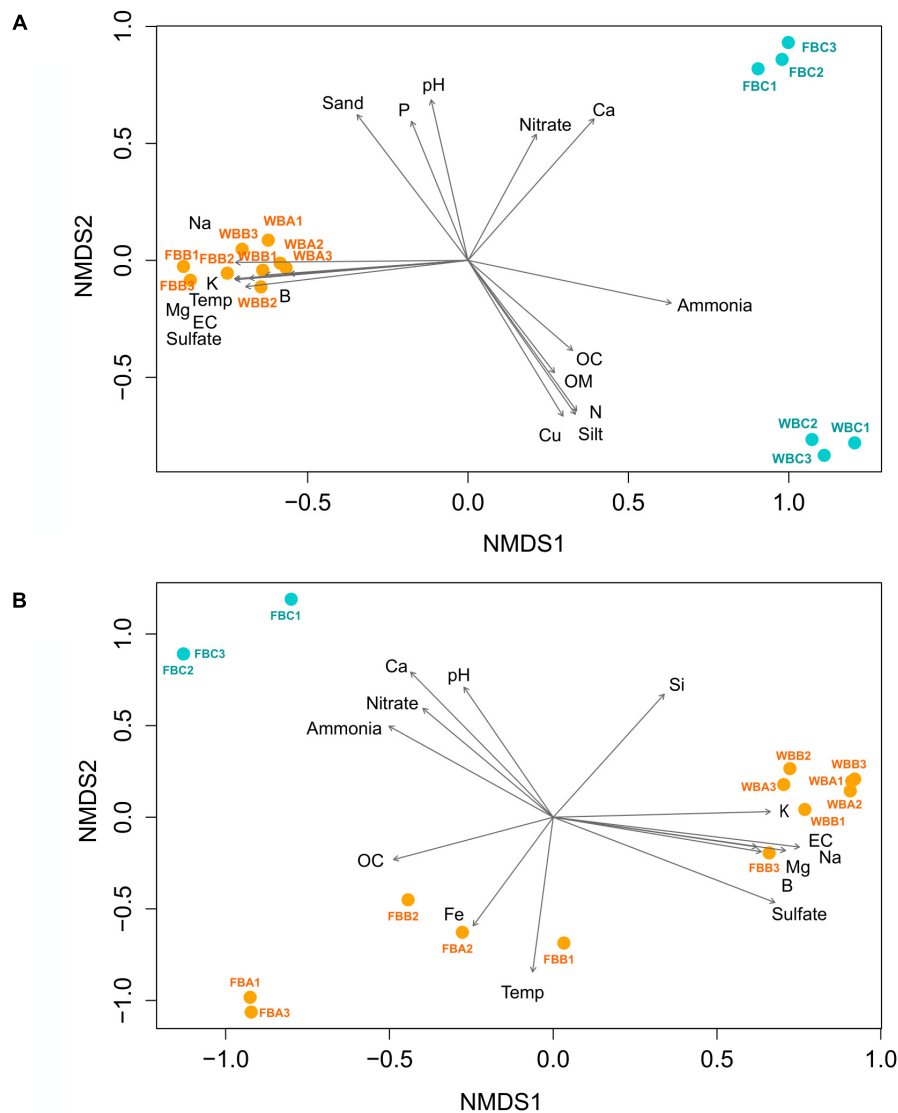 A
1.0
0.5
0.0
−0.5
NMDS2
FBC3
FBC2
FBC1
pH
Sand
P
Nitrate
Ca
Na
WBB3
WBA1
WBA2
FBB1
FBB2
WBB1
WBA3
FBB3
K
Temp
WBB2
B
Mg
EC
Sulfate
Ammonia
OC
OM
N
Cu
Silt
WBC2
WBC1
WBC3
−0.5
0.0
0.5
1.0
NMDS1
B
1.0
0.5
0.0
−0.5
−1.0
NMDS2
FBC1
FBC3
FBC2
Ca
pH
Nitrate
Ammonia
Si
WBB2
WBB3
WBA3
WBA1
WBA2
K
WBB1
EC
Na
FBB3
Mg
B
Sulfate
OC
FBB2
Fe
FBA2
FBB1
Temp
FBA1
FBA3
−1.0
−0.5
0.0
0.5
1.0
NMDS1